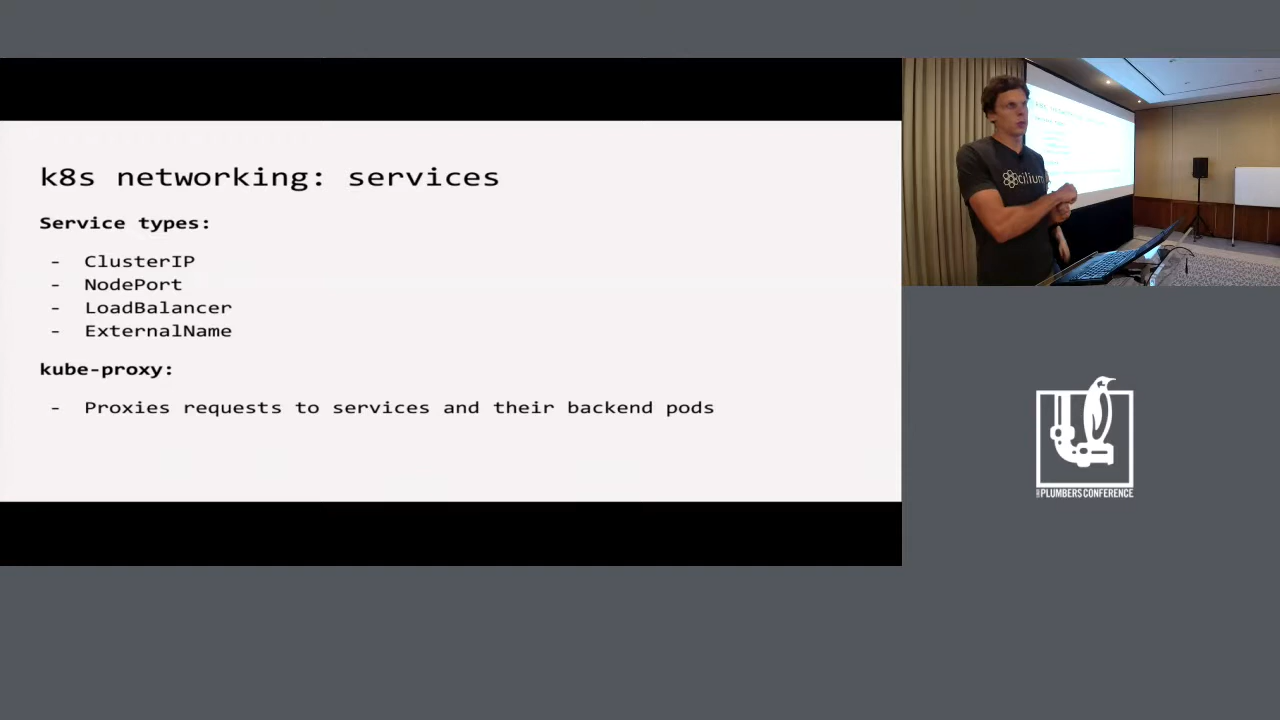 k8s networking: services
Service types:
- ClusterIP
- NodePort
- LoadBalancer
- ExternalName
kube-proxy:
- Proxies requests to services and their backend pods
cilium
PLUMBERS CONFERENCE